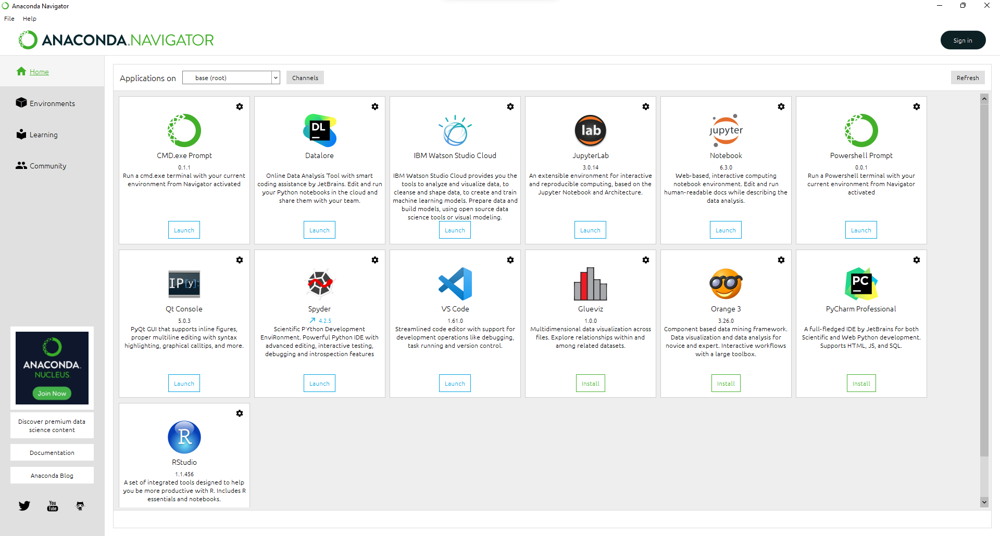 Anaconda Navigator
File Help
ANACONDA.NAVIGATOR
Sign in
Home
Environments
Learning
Community
ANACONDA.
NUCLEUS
Join Now
Discover premium data
science content
Documentation
Anaconda Blog
You
Tube
Applications on
base (root)
Channels
Refresh
CMD.exe Prompt
0.1.1
Run a cmd.exe terminal with your current
environment from Navigator activated
Launch
DL
Datalore
Online Data Analysis Tool with smart
coding assistance by JetBrains. Edit and run
your Python notebooks in the cloud and
share them with your team.
Launch
IBM Watson Studio Cloud
IBM Watson Studio Cloud provides you the
tools to analyze and visualize data, to
cleanse and shape data, to create and train
machine learning models. Prepare data and
build models, using open source data
science tools or visual modeling.
Launch
lab
JupyterLab
3.0.14
An extensible environment for interactive
and reproducible computing, based on the
Jupyter Notebook and Architecture.
Launch
jupyter
Notebook
6.3.0
Web-based, interactive computing
notebook environment. Edit and run
human-readable docs while describing the
data analysis.
Launch
Powershell Prompt
0.0.1
Run a Powershell terminal with your
current environment from Navigator
activated
Launch
IP[y]:
Qt Console
5.0.3
PyQt GUI that supports inline figures,
proper multiline editing with syntax
highlighting, graphical calltips, and more.
Launch
Spyder
4.2.5
Scientific PYthon Development
EnviRonment. Powerful Python IDE with
advanced editing, interactive testing,
debugging and introspection features
Launch
VS Code
1.61.0
Streamlined code editor with support for
development operations like debugging,
task running and version control.
Launch
Glueviz
1.0.0
Multidimensional data visualization across
files. Explore relationships within and
among related datasets.
Install
Orange 3
3.26.0
Component based data mining framework.
Data visualization and data analysis for
novice and expert. Interactive workflows
with a large toolbox.
Install
PC
PyCharm Professional
A full-fledged IDE by JetBrains for both
Scientific and Web Python development.
Supports HTML, JS, and SQL.
Install
R
RStudio
1.1.456
A set of integrated tools designed to help
you be more productive with R. Includes R
essentials and notebooks.